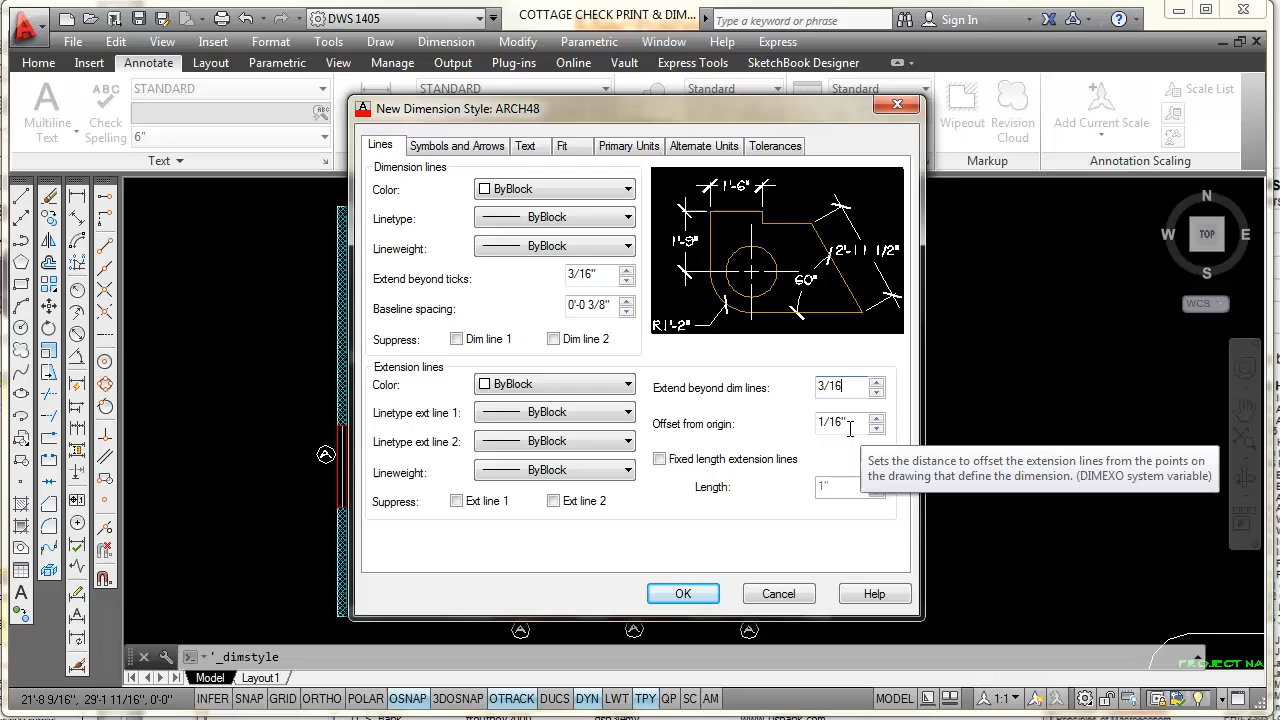 DWS 1405
COTTAGE CHECK PRINT & DIM...
Type a keyword or phrase
Sign In
File Edit View Insert Format Tools Draw Dimension Modify Parametric Window Help Express
Home Insert Annotate Layout Parametric View Manage Output Plug-ins Online Vault Express Tools SketchBook Designer
STANDARD
STANDARD
Standard
Standard
Multiline
Text
ABC
Check
Spelling
6"
Text
Wipeout
Revision
Cloud
Markup
Add Current Scale
Scale List
Annotation Scaling
New Dimension Style: ARCH48
Lines Symbols and Arrows Text Fit Primary Units Alternate Units Tolerances
Dimension lines
Color: ByBlock
Linetype: ByBlock
Lineweight: ByBlock
Extend beyond ticks: 3/16"
Baseline spacing: 0'-0 3/8"
Suppress: Dim line 1 Dim line 2
1'-6"
1'-9"
2'-11 1/2"
60°
R1'-2"
Extension lines
Color: ByBlock
Linetype ext line 1: ByBlock
Linetype ext line 2: ByBlock
Lineweight: ByBlock
Suppress: Ext line 1 Ext line 2
Extend beyond dim lines: 3/16
Offset from origin: 1/16"
Fixed length extension lines
Length: 1"
Sets the distance to offset the extension lines from the points on
the drawing that define the dimension. (DIMEXO system variable)
OK Cancel Help
N
W TOP E
S
WCS
A
A A A
'_dimstyle
PROJECT NA
Model Layout1
21'-8 9/16", 29'-1 11/16", 0'0" INFER SNAP GRID ORTHO POLAR OSNAP 3DOSNAP OTRACK DUCS DYN LWT TPY QP SC AM MODEL 1:1